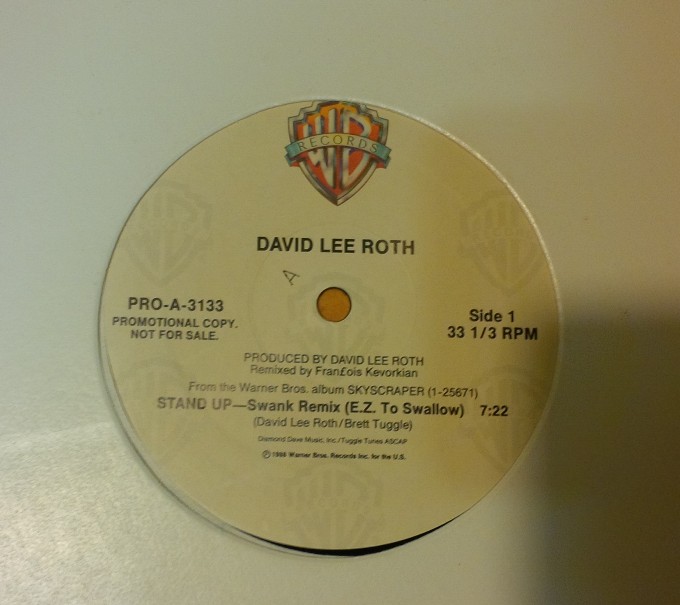 WB
RECORDS
DAVID LEE ROTH
A
PRO-A-3133
PROMOTIONAL COPY.
NOT FOR SALE.
Side 1
33 1/3 RPM
PRODUCED BY DAVID LEE ROTH
Remixed by Fran£ois Kevorkian
From the Warner Bros. album SKYSCRAPER (1-25671)
STAND UP—Swank Remix (E.Z. To Swallow) 7:22
(David Lee Roth/Brett Tuggle)
Diamond Dave Music, Inc./Tuggle Tunes ASCAP
℗ 1988 Warner Bros. Records Inc. for the U.S.